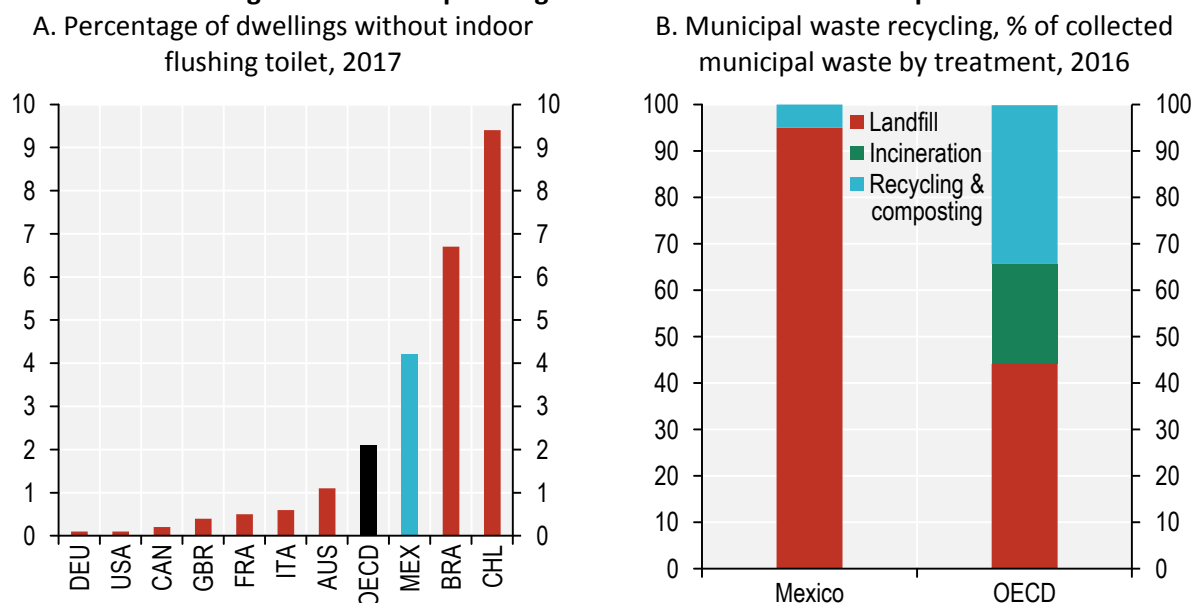 A. Percentage of dwellings without indoor
flushing toilet, 2017
10 10
9 9
8 8
7 7
6 6
5 5
4 4
3 3
2 2
1 1
0 0
DEU
USA
CAN
GBR
FRA
ITA
AUS
OECD
MEX
BRA
CHL
B. Municipal waste recycling, % of collected
municipal waste by treatment, 2016
100 100
90 90
80 80
70 70
60 60
50 50
40 40
30 30
20 20
10 10
0 0
Landfill
Incineration
Recycling &
composting
Mexico OECD